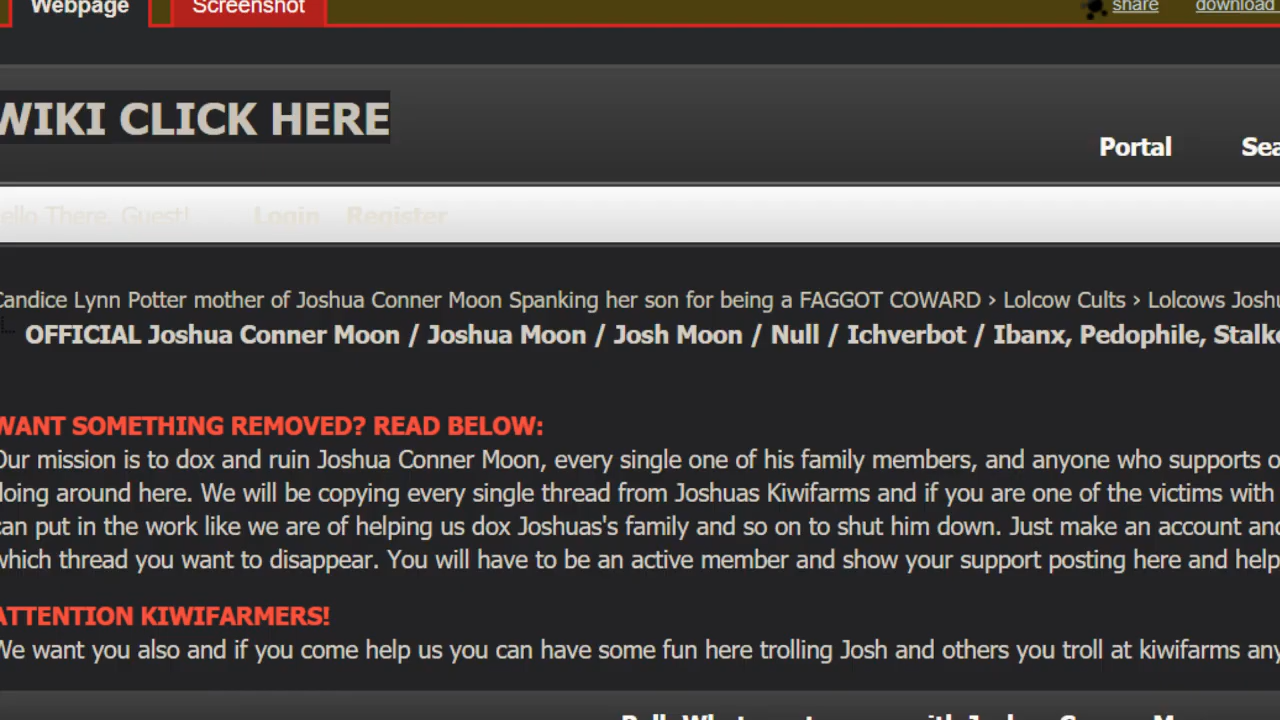 Webpage Screenshot share download
WIKI CLICK HERE
Portal Sea
ello There, Guest! Login Register
Candice Lynn Potter mother of Joshua Conner Moon Spanking her son for being a FAGGOT COWARD › Lolcow Cults › Lolcows Joshu
OFFICIAL Joshua Conner Moon / Joshua Moon / Josh Moon / Null / Ichverbot / Ibanx, Pedophile, Stalke
WANT SOMETHING REMOVED? READ BELOW:
Our mission is to dox and ruin Joshua Conner Moon, every single one of his family members, and anyone who supports o
doing around here. We will be copying every single thread from Joshuas Kiwifarms and if you are one of the victims with
can put in the work like we are of helping us dox Joshuas's family and so on to shut him down. Just make an account and
which thread you want to disappear. You will have to be an active member and show your support posting here and help
ATTENTION KIWIFARMERS!
We want you also and if you come help us you can have some fun here trolling Josh and others you troll at kiwifarms any